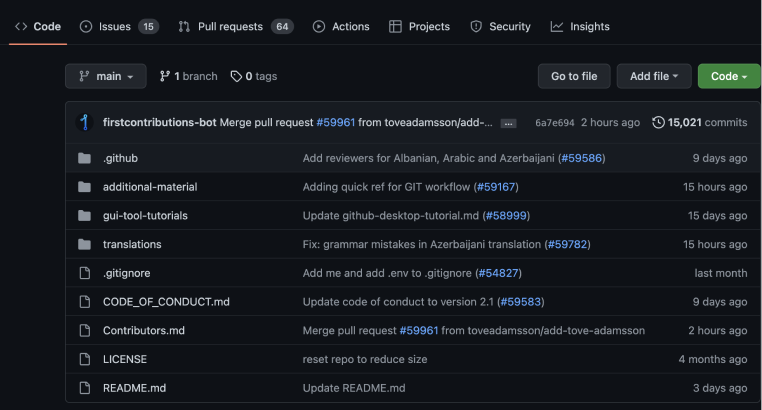 <> Code Issues 15 Pull requests 64 Actions Projects Security Insights
main 1 branch 0 tags Go to file Add file Code
firstcontributions-bot Merge pull request #59961 from toveadamsson/add-... ... 6a7e694 2 hours ago 15,021 commits
.github Add reviewers for Albanian, Arabic and Azerbaijani (#59586) 9 days ago
additional-material Adding quick ref for GIT workflow (#59167) 15 hours ago
gui-tool-tutorials Update github-desktop-tutorial.md (#58999) 15 days ago
translations Fix: grammar mistakes in Azerbaijani translation (#59782) 15 hours ago
.gitignore Add me and add .env to .gitignore (#54827) last month
CODE_OF_CONDUCT.md Update code of conduct to version 2.1 (#59583) 9 days ago
Contributors.md Merge pull request #59961 from toveadamsson/add-tove-adamsson 2 hours ago
LICENSE reset repo to reduce size 4 months ago
README.md Update README.md 3 days ago